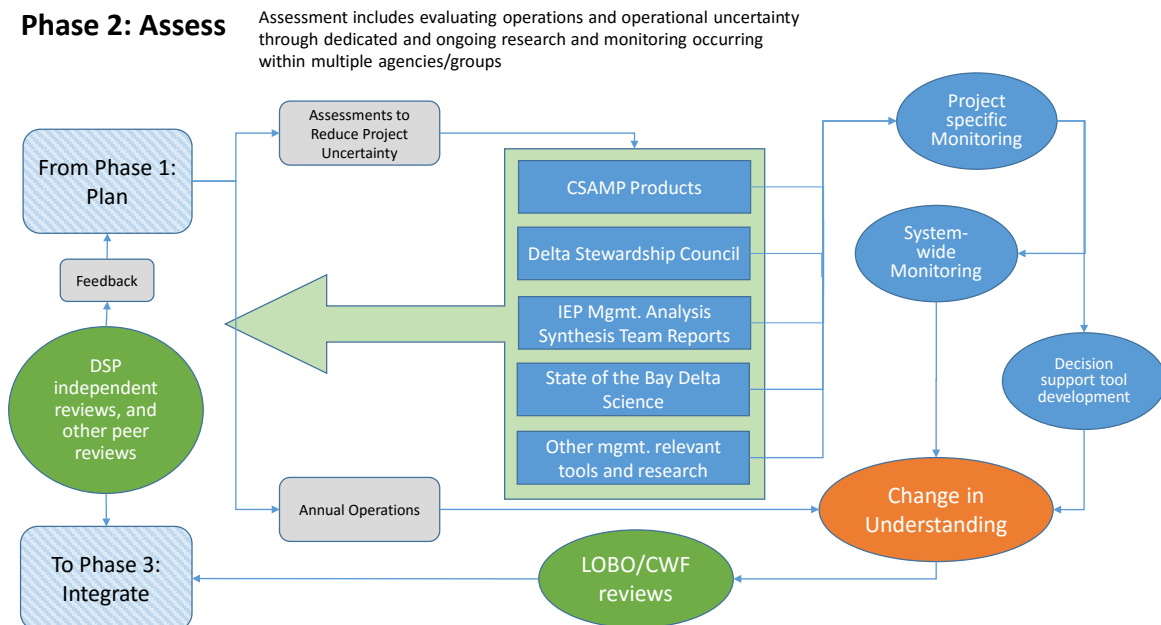 Phase 2: Assess
Assessment includes evaluating operations and operational uncertainty
through dedicated and ongoing research and monitoring occurring
within multiple agencies/groups
From Phase 1:
Plan
Assessments to
Reduce Project
Uncertainty
Project
specific
Monitoring
CSAMP Products
System-
wide
Monitoring
Delta Stewardship Council
Feedback
IEP Mgmt. Analysis
Synthesis Team Reports
DSP
independent
reviews, and
other peer
reviews
State of the Bay Delta
Science
Decision
support tool
development
Other mgmt. relevant
tools and research
Annual Operations
Change in
Understanding
To Phase 3:
Integrate
LOBO/CWF
reviews